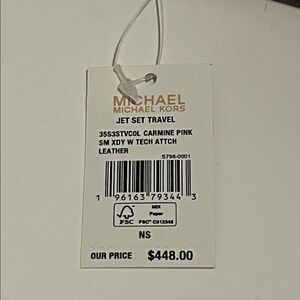 MICHAEL
MICHAEL KORS
JET SET TRAVEL
35S3STVC0L CARMINE PINK
SM XDY W TECH ATTCH
LEATHER
5798-0001
1 96163 79344 3
FSC
MIX
Paper
FSC® C012348
NS
OUR PRICE $448.00